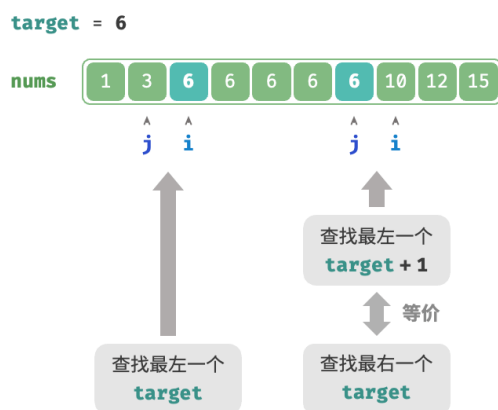 target = 6
nums 1 3 6 6 6 6 6 10 12 15
j i j i
查找最左一个
target + 1
等价
查找最左一个
target
查找最右一个
target